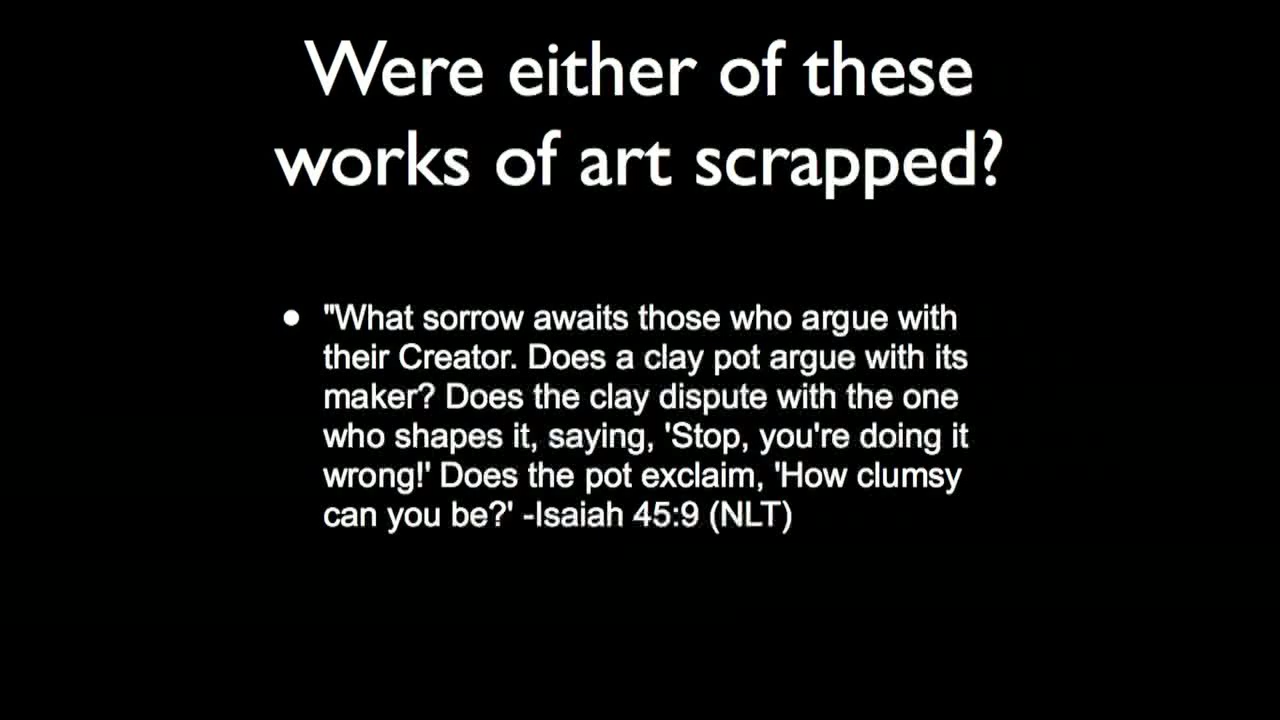 Were either of these
works of art scrapped?
• "What sorrow awaits those who argue with
their Creator. Does a clay pot argue with its
maker? Does the clay dispute with the one
who shapes it, saying, 'Stop, you're doing it
wrong!' Does the pot exclaim, 'How clumsy
can you be?' -Isaiah 45:9 (NLT)